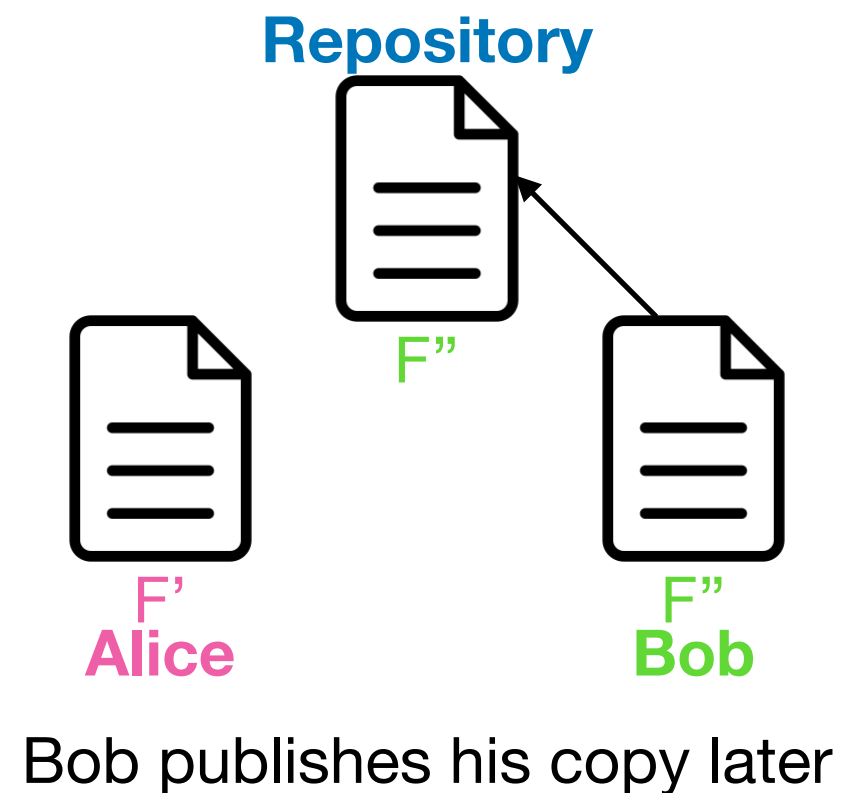 Repository
F”
F’
F”
Alice
Bob
Bob publishes his copy later